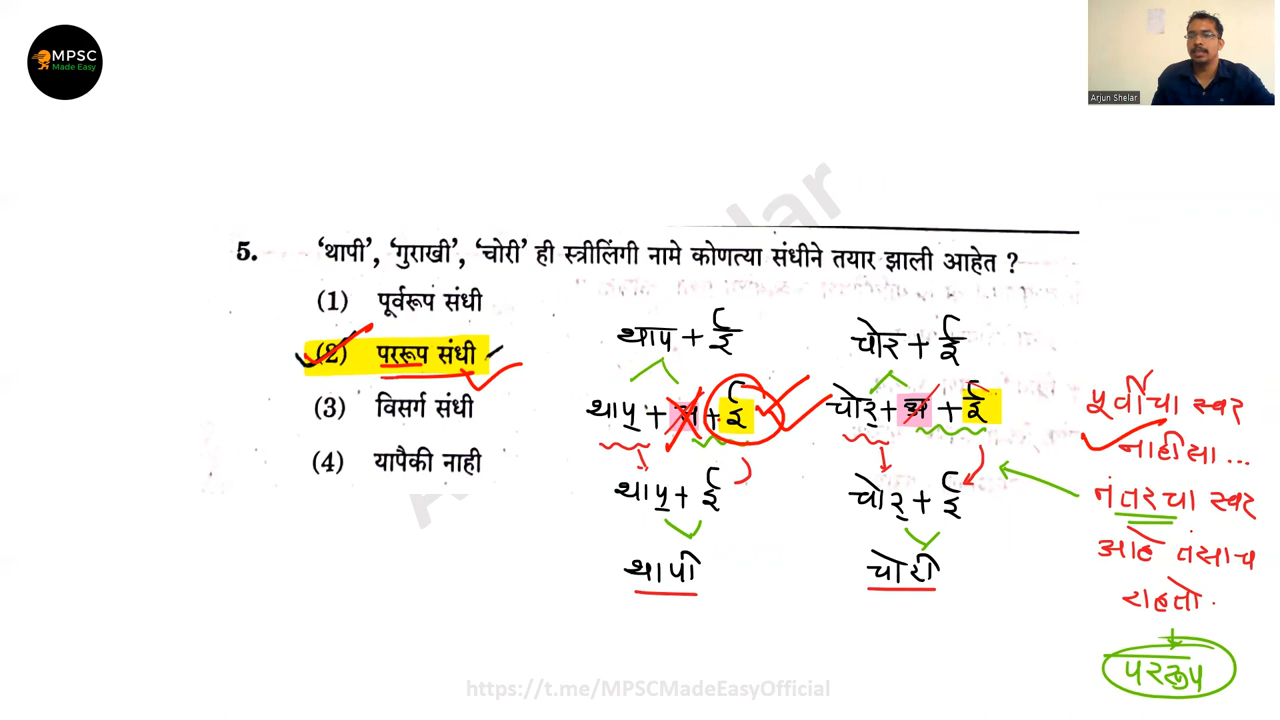 MPSC
Made Easy
Arjun Shelar
5. 'थापी', 'गुराखी', 'चोरी' ही स्त्रीलिंगी नामे कोणत्या संधीने तयार झाली आहेत ?
(1) पूर्वरूप संधी
(2) पररूप संधी
(3) विसर्ग संधी
(4) यापैकी नाही
थाप + ई
थाप् + अ + ई
थाप् + ई
थापी
चोर + ई
चोर् + अ + ई
चोर् + ई
चोरी
पूर्वीचा स्वर
नाहीसा ...
नंतरचा स्वर
आहे तसाच
राहतो.
पररूप
https://t.me/MPSCMadeEasyOfficial